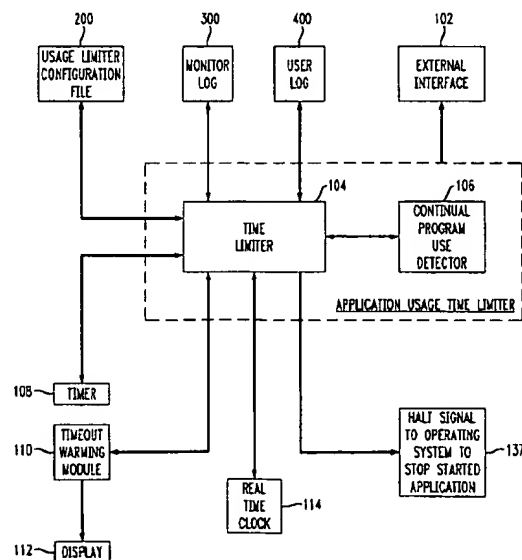 200
300
400
102
USAGE LIMITER
CONFIGURATION
FILE
MONITOR
LOG
USER
LOG
EXTERNAL
INTERFACE
104
106
TIME
LIMITER
CONTINUAL
PROGRAM
USE
DETECTOR
APPLICATION USAGE TIME LIMITER
108
TIMER
110
TIMEOUT
WARMING
MODULE
HALT SIGNAL
TO OPERATING
SYSTEM TO
STOP STARTED
APPLICATION
137
REAL
TIME
CLOCK
114
112
DISPLAY